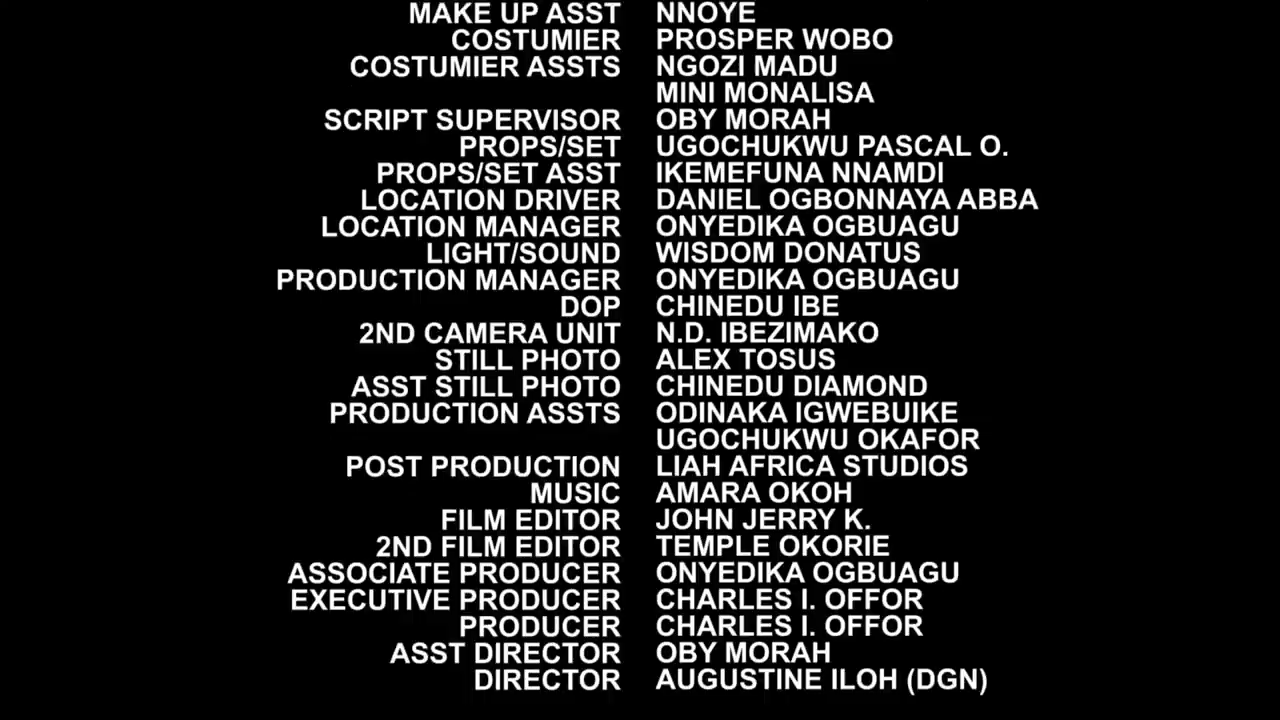 MAKE UP ASST NNOYE
COSTUMIER PROSPER WOBO
COSTUMIER ASSTS NGOZI MADU
MINI MONALISA
SCRIPT SUPERVISOR OBY MORAH
PROPS/SET UGOCHUKWU PASCAL O.
PROPS/SET ASST IKEMEFUNA NNAMDI
LOCATION DRIVER DANIEL OGBONNAYA ABBA
LOCATION MANAGER ONYEDIKA OGBUAGU
LIGHT/SOUND WISDOM DONATUS
PRODUCTION MANAGER ONYEDIKA OGBUAGU
DOP CHINEDU IBE
2ND CAMERA UNIT N.D. IBEZIMAKO
STILL PHOTO ALEX TOSUS
ASST STILL PHOTO CHINEDU DIAMOND
PRODUCTION ASSTS ODINAKA IGWEBUIKE
UGOCHUKWU OKAFOR
POST PRODUCTION LIAH AFRICA STUDIOS
MUSIC AMARA OKOH
FILM EDITOR JOHN JERRY K.
2ND FILM EDITOR TEMPLE OKORIE
ASSOCIATE PRODUCER ONYEDIKA OGBUAGU
EXECUTIVE PRODUCER CHARLES I. OFFOR
PRODUCER CHARLES I. OFFOR
ASST DIRECTOR OBY MORAH
DIRECTOR AUGUSTINE ILOH (DGN)